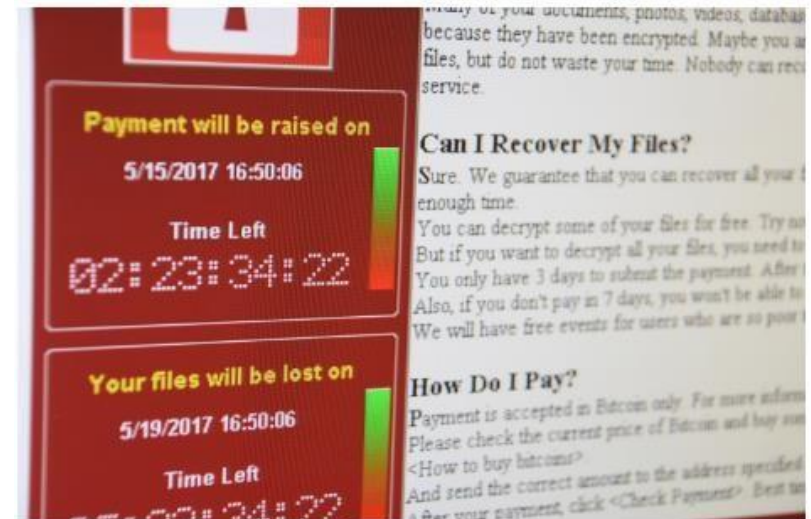 Payment will be raised on
5/15/2017 16:50:06
Time Left
02:23:34:22
Your files will be lost on
5/19/2017 16:50:06
Time Left
Many of your documents, photos, videos,
because they have been encrypted. Maybe you
files, but do not waste your time. Nobody can
service.
Can I Recover My Files?
Sure. We guarantee that you can recover all your
enough time.
You can decrypt some of your files for free. Try
But if you want to decrypt all your files, you need to
You only have 3 days to submit the payment. After
Also, if you don't pay in 7 days, you won't be able to
We will have free events for users who are so poor
How Do I Pay?
Payment is accepted in Bitcoin only. For more
Please check the current price of Bitcoin and buy
<How to buy bitcoins>
And send the correct amount to the address specified
After your payment, click <Check Payment>. Best